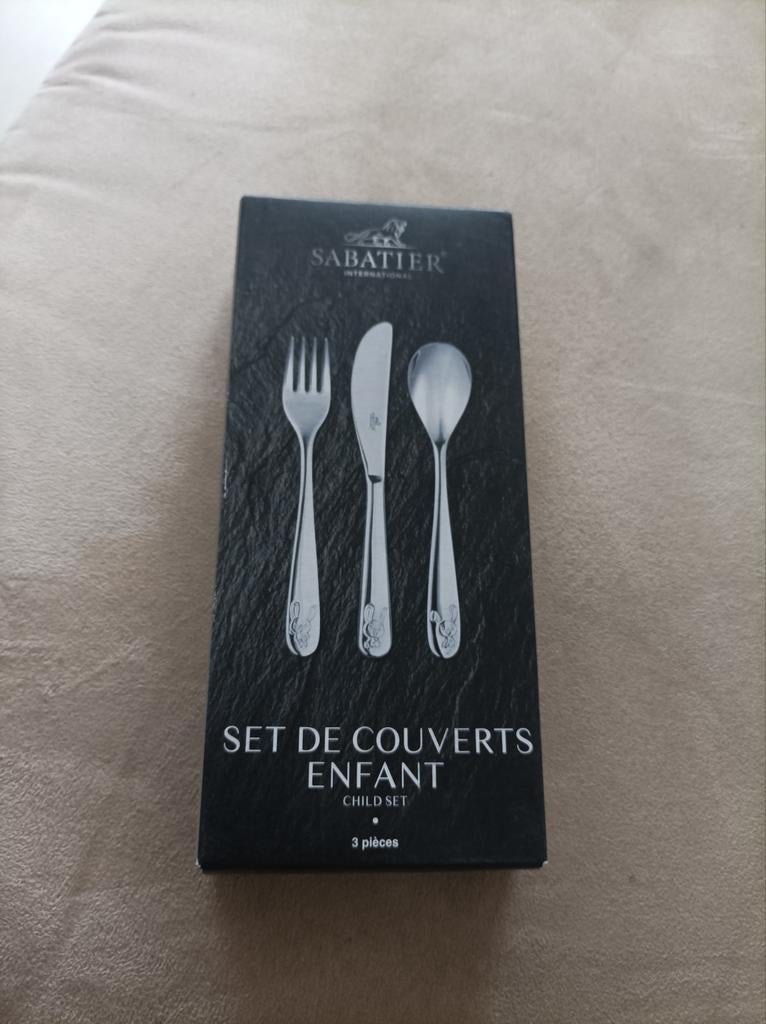 SABATIER
INTERNATIONAL
SET DE COUVERTS
ENFANT
CHILD SET
3 pièces